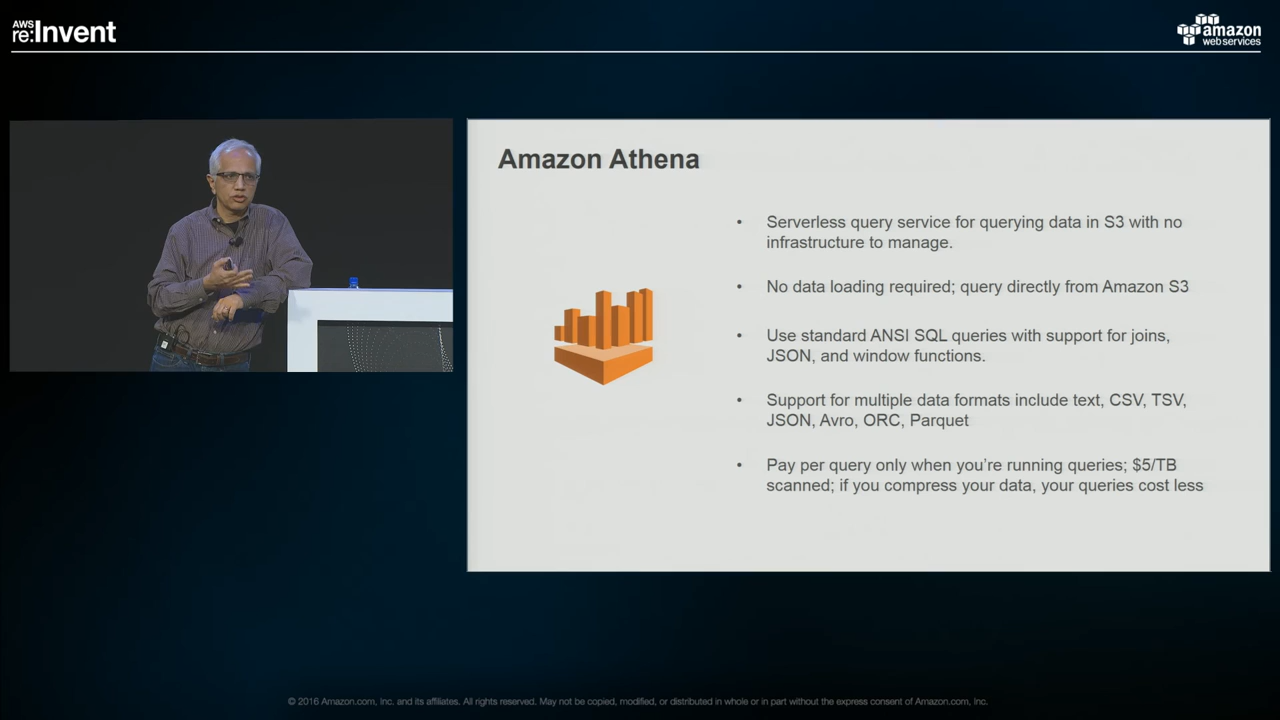 AWS
re:Invent
amazon
web services
Amazon Athena
• Serverless query service for querying data in S3 with no
infrastructure to manage.
• No data loading required; query directly from Amazon S3
• Use standard ANSI SQL queries with support for joins,
JSON, and window functions.
• Support for multiple data formats include text, CSV, TSV,
JSON, Avro, ORC, Parquet
• Pay per query only when you’re running queries; $5/TB
scanned; if you compress your data, your queries cost less
© 2016 Amazon.com, Inc. and its affiliates. All rights reserved. May not be copied, modified, or distributed in whole or in part without the express consent of Amazon.com, Inc.